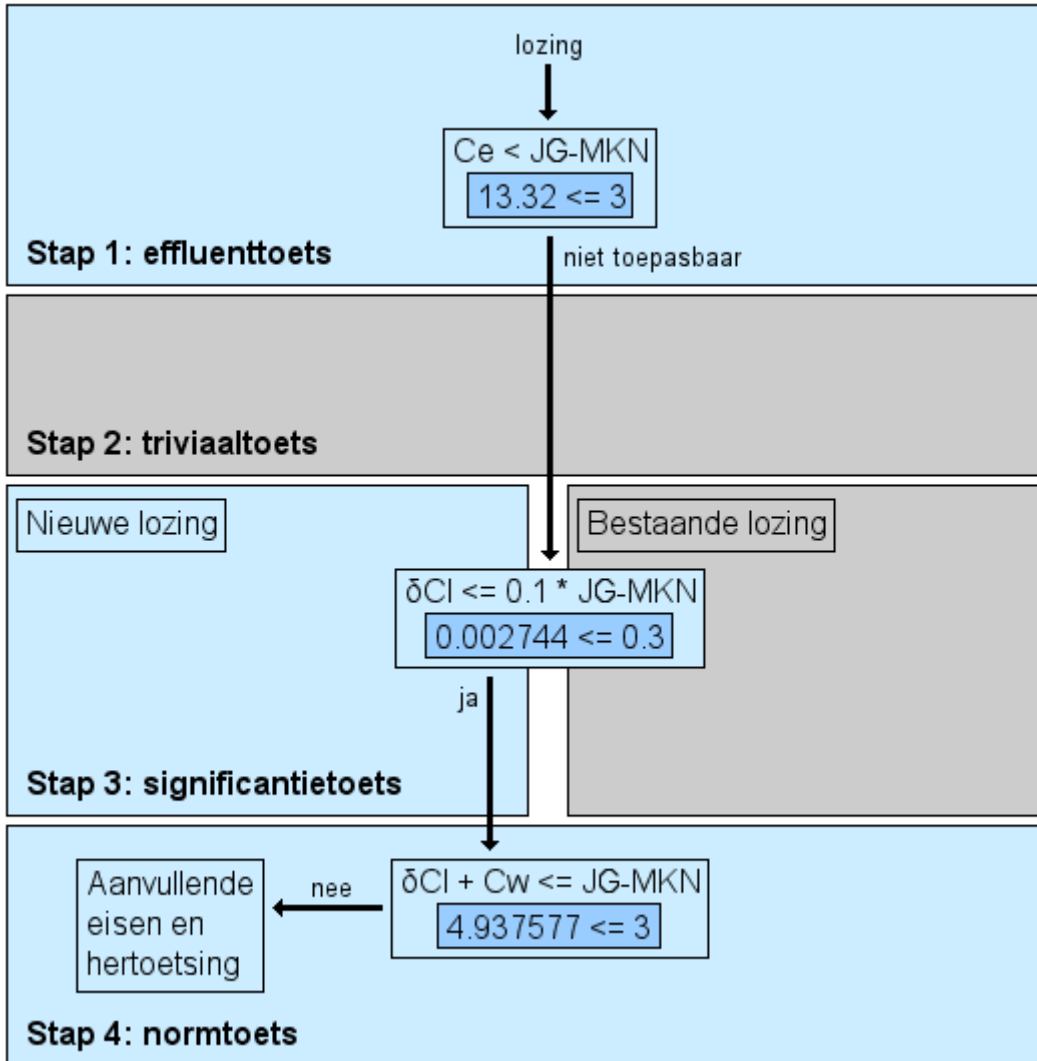 lozing
Ce < JG-MKN
13.32 <= 3
Stap 1: effluenttoets
niet toepasbaar
Stap 2: triviaaltoets
Nieuwe lozing
Bestaande lozing
δCl <= 0.1 * JG-MKN
0.002744 <= 0.3
ja
Stap 3: significantietoets
δCl + Cw <= JG-MKN
4.937577 <= 3
nee
Aanvullende
eisen en
hertoetsing
Stap 4: normtoets